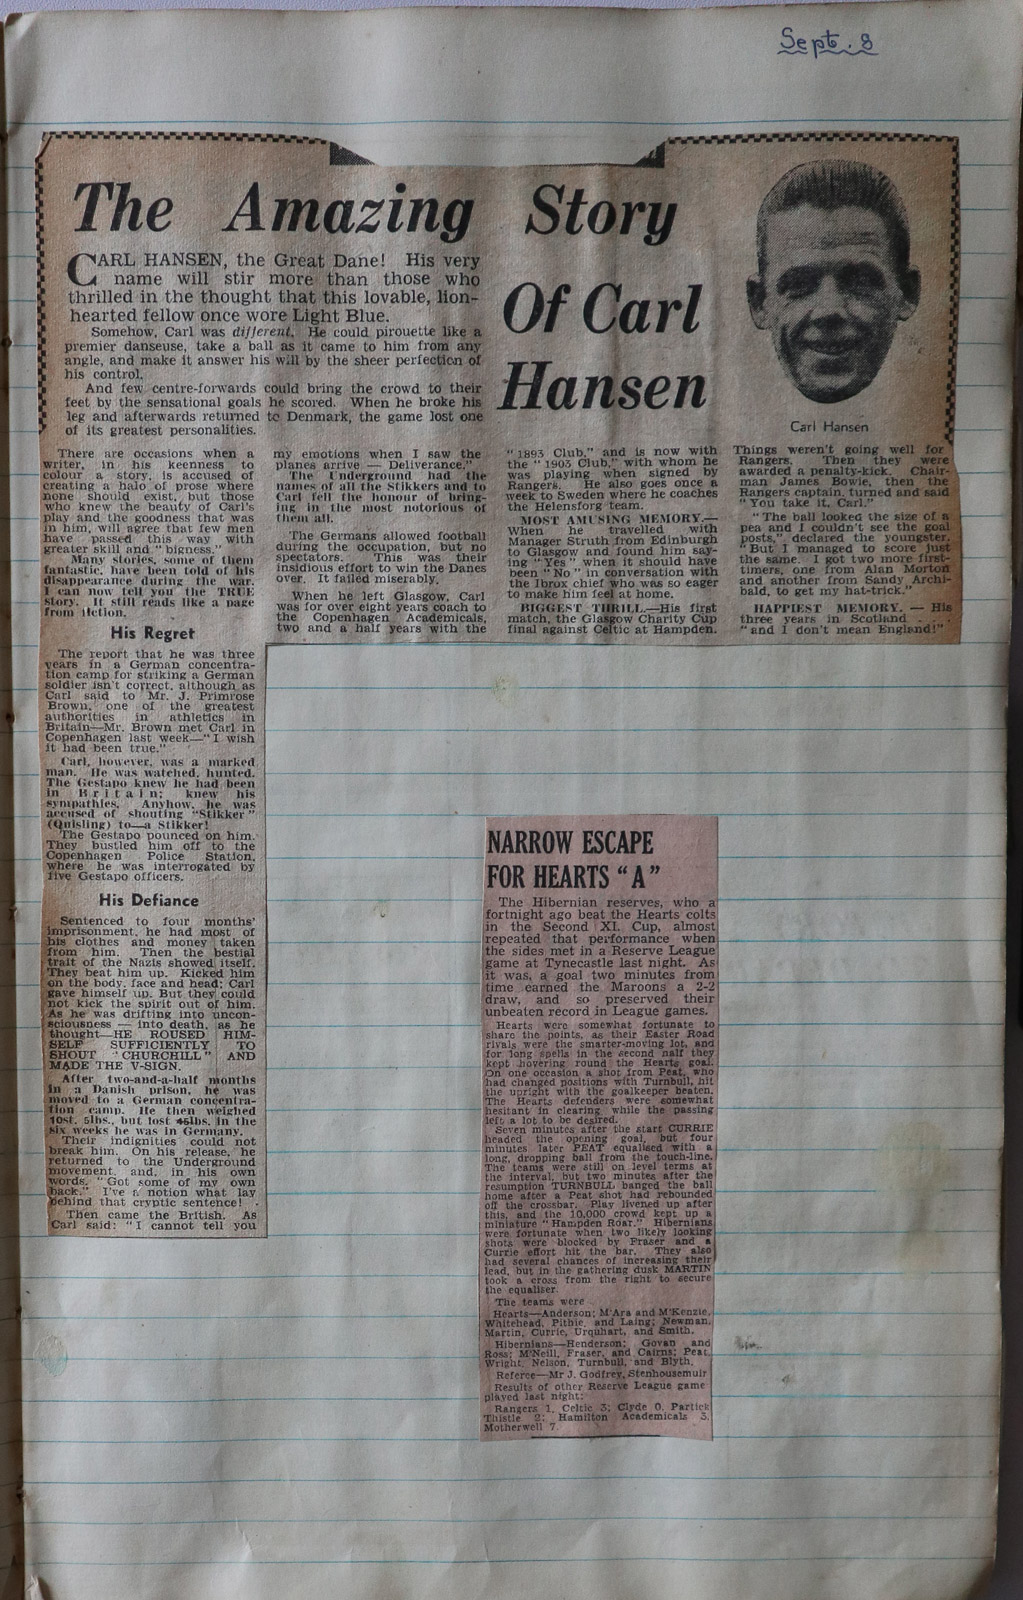 Sept. 8
The Amazing Story
Of Carl
Hansen
CARL HANSEN, the Great Dane! His very
name will stir more than those who
thrilled in the thought that this lovable, lion-
hearted fellow once wore Light Blue.
Somehow, Carl was different. He could pirouette like a
premier danseuse, take a ball as it came to him from any
angle, and make it answer his will by the sheer perfection of
his control.
And few centre-forwards could bring the crowd to their
feet by the sensational goals he scored. When he broke his
leg and afterwards returned to Denmark, the game lost one
of its greatest personalities.
Carl Hansen
There are occasions when a
writer, in his keenness to
colour a story, is accused of
creating a halo of prose where
none should exist, but those
who knew the beauty of Carl's
play and the goodness that was
in him, will agree that few men
have passed this way with
greater skill and "bigness."
Many stories, some of them
fantastic, have been told of his
disappearance during the war.
I can now tell you the TRUE
story. It still reads like a page
from fiction.
His Regret
The report that he was three
years in a German concentra-
tion camp for striking a German
soldier isn't correct, although as
Carl said to Mr. J. Primrose
Brown, one of the greatest
authorities in athletics in
Britain—Mr. Brown met Carl in
Copenhagen last week—"I wish
it had been true."
Carl, however, was a marked
man. He was watched, hunted.
The Gestapo knew he had been
in Britain; knew his
sympathies. Anyhow, he was
accused of shouting "Stikker"
(Quisling) to—a Stikker!
The Gestapo pounced on him.
They bustled him off to the
Copenhagen Police Station,
where he was interrogated by
five Gestapo officers.
His Defiance
Sentenced to four months'
imprisonment, he had most of
his clothes and money taken
from him. Then the bestial
trait of the Nazis showed itself.
They beat him up. Kicked him
on the body, face and head; Carl
gave himself up. But they could
not kick the spirit out of him.
As he was drifting into uncon-
sciousness — into death, as he
thought—HE ROUSED HIM-
SELF SUFFICIENTLY TO
SHOUT "CHURCHILL" AND
MADE THE V-SIGN.
After two-and-a-half months
in a Danish prison, he was
moved to a German concentra-
tion camp. He then weighed
10st. 5lbs., but lost 45lbs. in the
six weeks he was in Germany.
Their indignities could not
break him. On his release, he
returned to the Underground
movement, and, in his own
words, "Got some of my own
back." I've a notion what lay
behind that cryptic sentence!
Then came the British. As
Carl said: "I cannot tell you
my emotions when I saw the
planes arrive — Deliverance."
The Underground had the
names of all the Stikkers and to
Carl fell the honour of bring-
ing in the most notorious of
them all.
The Germans allowed football
during the occupation, but no
spectators. This was their
insidious effort to win the Danes
over. It failed miserably.
When he left Glasgow, Carl
was for over eight years coach to
the Copenhagen Academicals,
two and a half years with the
"1893 Club," and is now with
the "1903 Club," with whom he
was playing when signed by
Rangers. He also goes once a
week to Sweden where he coaches
the Helensforg team.
MOST AMUSING MEMORY.—
When he travelled with
Manager Struth from Edinburgh
to Glasgow and found him say-
ing "Yes" when it should have
been "No" in conversation with
the Ibrox chief who was so eager
to make him feel at home.
BIGGEST THRILL.—His first
match, the Glasgow Charity Cup
final against Celtic at Hampden.
Things weren't going well for
Rangers. Then they were
awarded a penalty-kick. Chair-
man James Bowie, then the
Rangers captain, turned and said
"You take it, Carl."
"The ball looked the size of a
pea and I couldn't see the goal
posts," declared the youngster.
"But I managed to score just
the same. I got two more first-
timers, one from Alan Morton
and another from Sandy Archi-
bald, to get my hat-trick."
HAPPIEST MEMORY. — His
three years in Scotland . . .
"and I don't mean England!"
NARROW ESCAPE
FOR HEARTS "A"
The Hibernian reserves, who a
fortnight ago beat the Hearts colts
in the Second XI. Cup, almost
repeated that performance when
the sides met in a Reserve League
game at Tynecastle last night. As
it was, a goal two minutes from
time earned the Maroons a 2-2
draw, and so preserved their
unbeaten record in League games.
Hearts were somewhat fortunate to
share the points, as their Easter Road
rivals were the smarter-moving lot, and
for long spells in the second half they
kept hovering round the Hearts goal.
On one occasion a shot from Peat, who
had changed positions with Turnbull, hit
the upright with the goalkeeper beaten.
The Hearts defenders were somewhat
hesitant in clearing while the passing
left a lot to be desired.
Seven minutes after the start CURRIE
headed the opening goal, but four
minutes later PEAT equalised with a
long, dropping ball from the touch-line.
The teams were still on level terms at
the interval, but two minutes after the
resumption TURNBULL banged the ball
home after a Peat shot had rebounded
off the crossbar. Play livened up after
this, and the 10,000 crowd kept up a
miniature "Hampden Roar." Hibernians
were fortunate when two likely looking
shots were blocked by Fraser and a
Currie effort hit the bar. They also
had several chances of increasing their
lead, but in the gathering dusk MARTIN
took a cross from the right to secure
the equaliser.
The teams were
Hearts—Anderson; M'Ara and M'Kenzie,
Whitehead, Pithie, and Laing; Newman,
Martin, Currie, Urquhart, and Smith.
Hibernians—Henderson; Govan and
Ross; M'Neill, Fraser, and Cairns; Peat
Wright, Nelson, Turnbull, and Blyth.
Referee—Mr J. Godfrey, Stenhousemuir
Results of other Reserve League game
played last night:
Rangers 1, Celtic 3; Clyde 0, Partick
Thistle 2; Hamilton Academicals 3,
Motherwell 7.